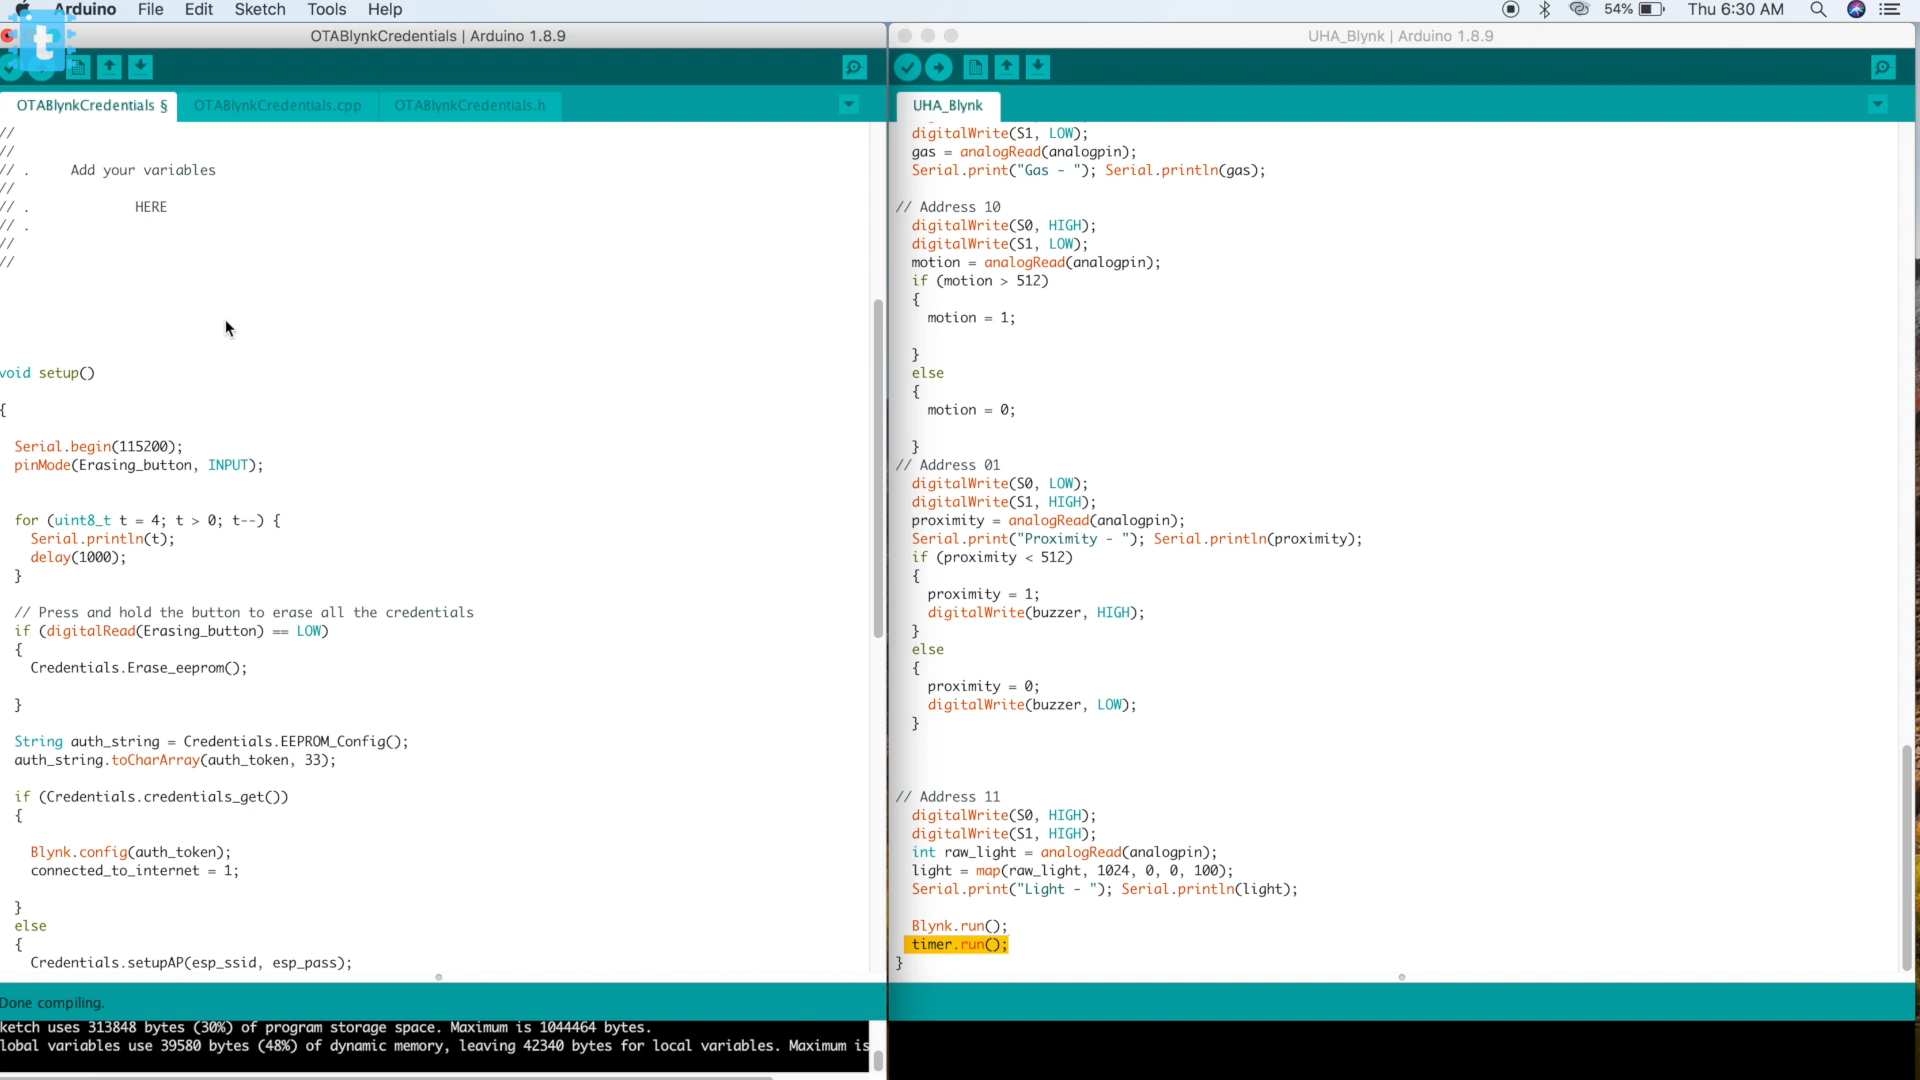 Arduino File Edit Sketch Tools Help
54% Thu 6:30 AM
t
OTABlynkCredentials | Arduino 1.8.9
OTABlynkCredentials § OTABlynkCredentials.cpp OTABlynkCredentials.h
//
//
// . Add your variables
//
// . HERE
// .
//
//
void setup()
{
Serial.begin(115200);
pinMode(Erasing_button, INPUT);
for (uint8_t t = 4; t > 0; t--) {
Serial.println(t);
delay(1000);
}
// Press and hold the button to erase all the credentials
if (digitalRead(Erasing_button) == LOW)
{
Credentials.Erase_eeprom();
}
String auth_string = Credentials.EEPROM_Config();
auth_string.toCharArray(auth_token, 33);
if (Credentials.credentials_get())
{
Blynk.config(auth_token);
connected_to_internet = 1;
}
else
{
Credentials.setupAP(esp_ssid, esp_pass);
Done compiling.
ketch uses 313848 bytes (30%) of program storage space. Maximum is 1044464 bytes.
lobal variables use 39580 bytes (48%) of dynamic memory, leaving 42340 bytes for local variables. Maximum is
UHA_Blynk | Arduino 1.8.9
UHA_Blynk
digitalWrite(S1, LOW);
gas = analogRead(analogpin);
Serial.print("Gas - "); Serial.println(gas);
// Address 10
digitalWrite(S0, HIGH);
digitalWrite(S1, LOW);
motion = analogRead(analogpin);
if (motion > 512)
{
motion = 1;
}
else
{
motion = 0;
}
// Address 01
digitalWrite(S0, LOW);
digitalWrite(S1, HIGH);
proximity = analogRead(analogpin);
Serial.print("Proximity - "); Serial.println(proximity);
if (proximity < 512)
{
proximity = 1;
digitalWrite(buzzer, HIGH);
}
else
{
proximity = 0;
digitalWrite(buzzer, LOW);
}
// Address 11
digitalWrite(S0, HIGH);
digitalWrite(S1, HIGH);
int raw_light = analogRead(analogpin);
light = map(raw_light, 1024, 0, 0, 100);
Serial.print("Light - "); Serial.println(light);
Blynk.run();
timer.run();
}